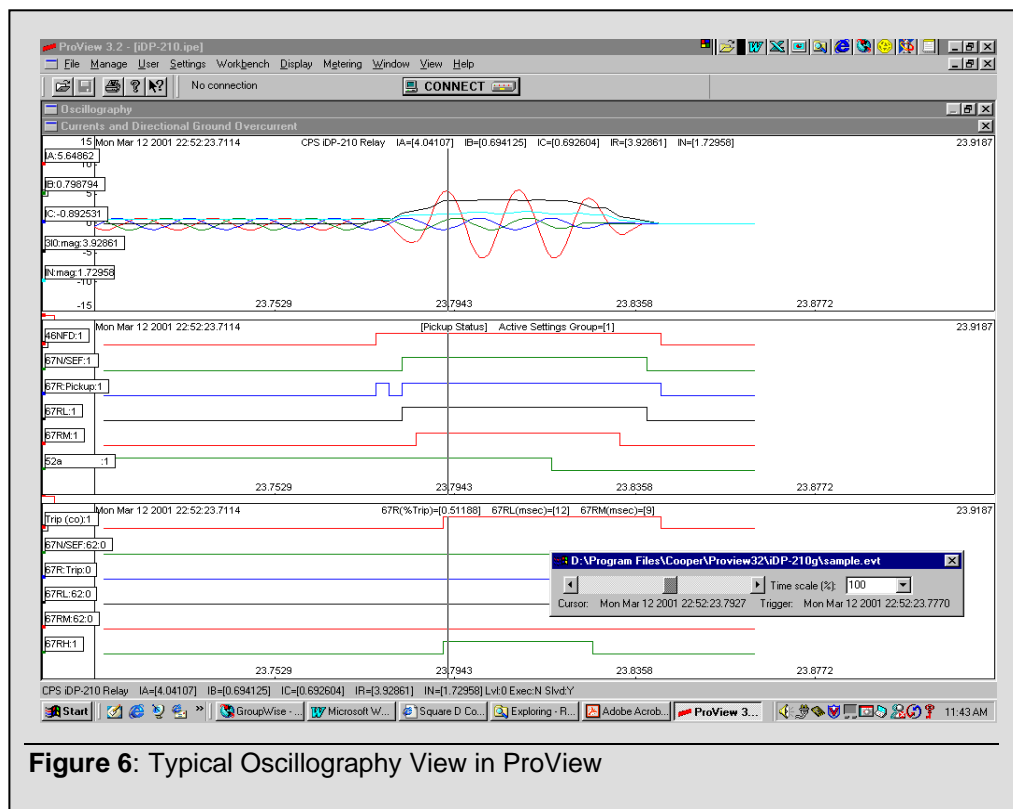 ProView 3.2 - [iDP-210.ipe]
File Manage User Settings Workbench Display Metering Window View Help
No connection
CONNECT
Oscillography
Currents and Directional Ground Overcurrent
15 Mon Mar 12 2001 22:52:23.7114 CPS iDP-210 Relay IA=[4.04107] IB=[0.694125] IC=[0.692604] IR=[3.92861] IN=[1.72958] 23.9187
IA:5.64862
10
IB:0.798794
5
IC:-0.892531
0
3I0:mag:3.92861
-5
IN:mag:1.72958
-10
-15 23.7529 23.7943 23.8358 23.8772
Mon Mar 12 2001 22:52:23.7114 [Pickup Status] Active Settings Group=[1] 23.9187
46NFD:1
67N/SEF:1
67R:Pickup:1
67RL:1
67RM:1
52a :1
23.7529 23.7943 23.8358 23.8772
Mon Mar 12 2001 22:52:23.7114 67R(%Trip)=[0.51188] 67RL(msec)=[12] 67RM(msec)=[9] 23.9187
Trip (co):1
67N/SEF:62:0
67R:Trip:0
67RL:62:0
67RM:62:0
67RH:1
D:\Program Files\Cooper\Proview32\iDP-210g\sample.evt
Time scale (%): 100
Cursor: Mon Mar 12 2001 22:52:23.7927 Trigger: Mon Mar 12 2001 22:52:23.7770
23.7529 23.7943 23.8358 23.8772
CPS iDP-210 Relay IA=[4.04107] IB=[0.694125] IC=[0.692604] IR=[3.92861] IN=[1.72958] Lvl:0 Exec:N Slvd:Y
Start » GroupWise - ... Microsoft W... Square D Co... Exploring - R... Adobe Acrob... ProView 3... 11:43 AM
Figure 6: Typical Oscillography View in ProView